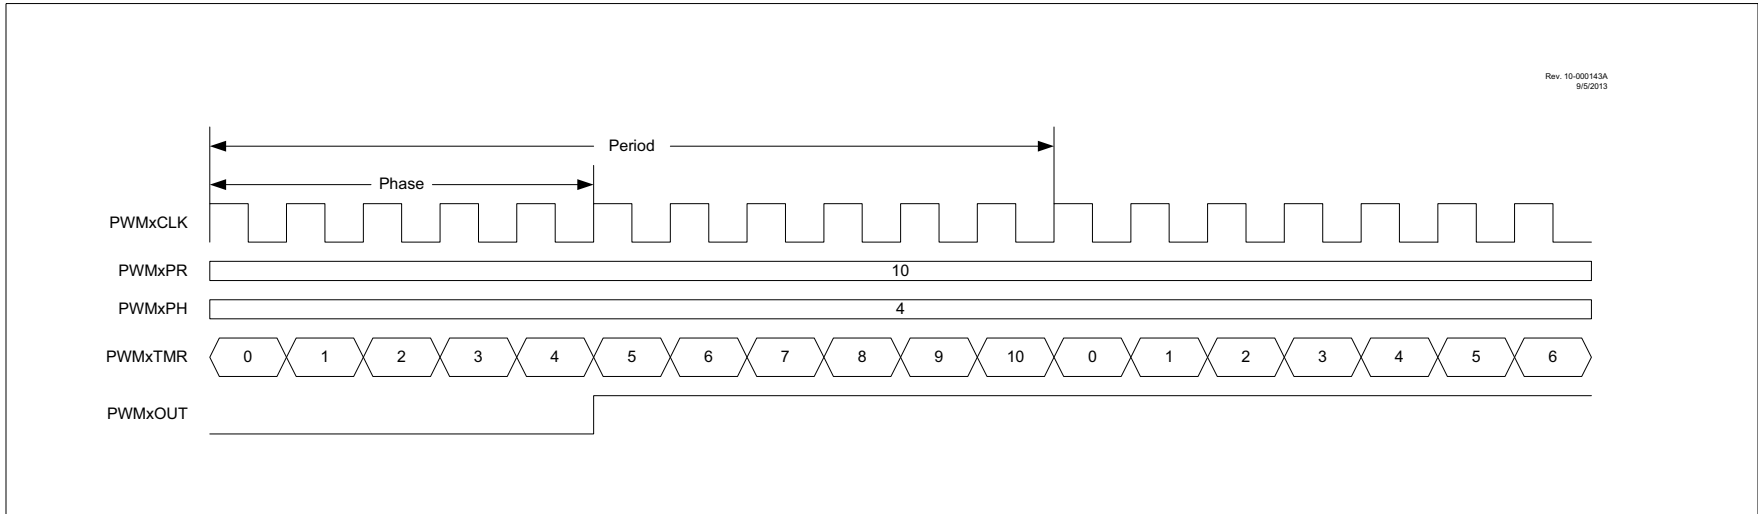 Rev. 10-000143A
9/5/2013
Period
Phase
PWMxCLK
PWMxPR 10
PWMxPH 4
PWMxTMR 0 1 2 3 4 5 6 7 8 9 10 0 1 2 3 4 5 6
PWMxOUT